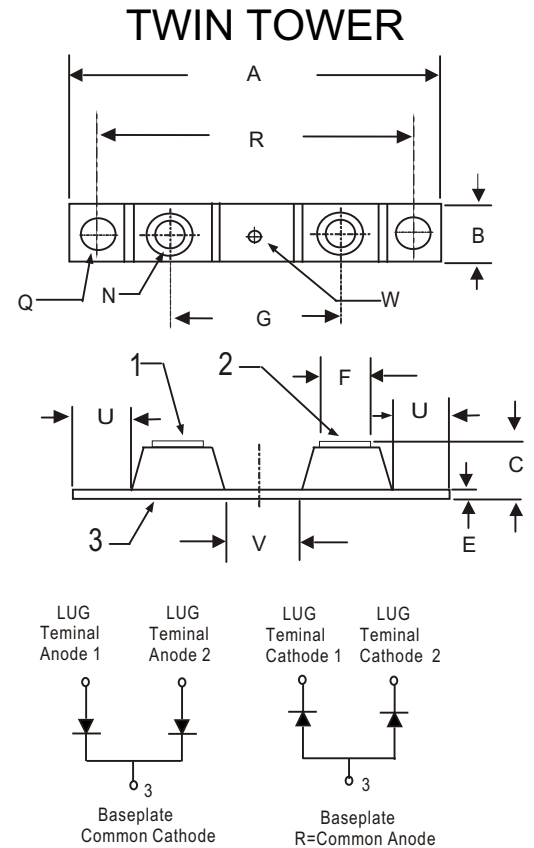 TWIN TOWER
A
R
B
Q
N
G
W
1
2
F
U
U
C
3
V
E
LUG
Teminal
Anode 1
LUG
Teminal
Anode 2
LUG
Teminal
Cathode 1
LUG
Teminal
Cathode 2
3
Baseplate
Common Cathode
3
Baseplate
R=Common Anode